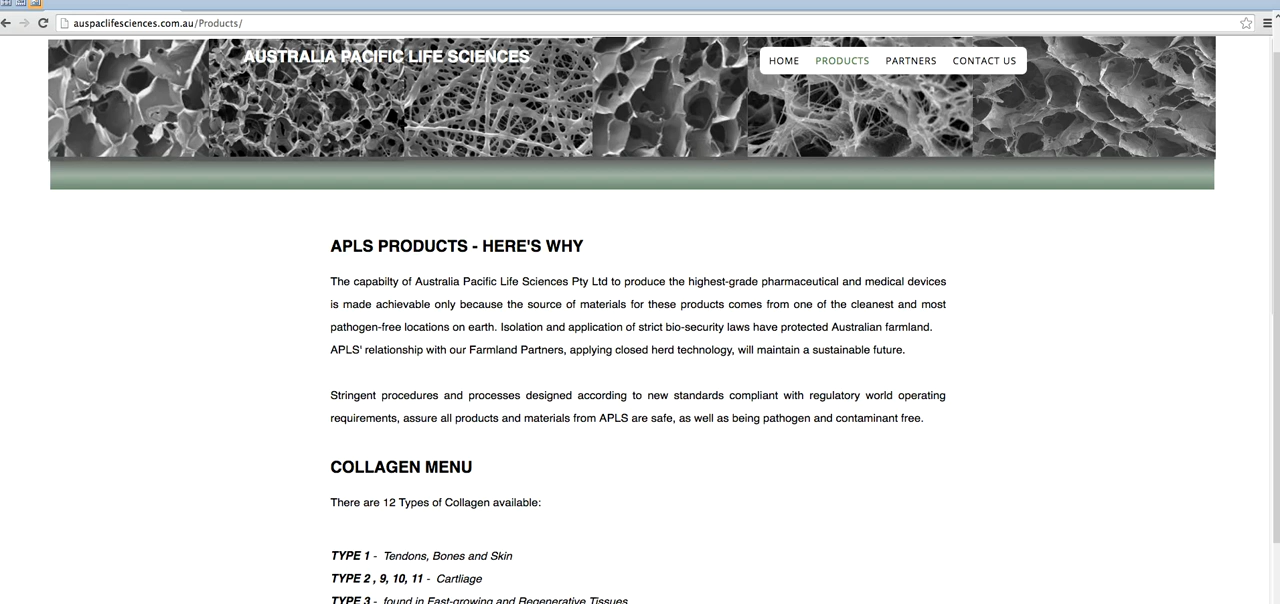 auspaclifesciences.com.au/Products/
AUSTRALIA PACIFIC LIFE SCIENCES
HOME PRODUCTS PARTNERS CONTACT US
APLS PRODUCTS - HERE'S WHY
The capabilty of Australia Pacific Life Sciences Pty Ltd to produce the highest-grade pharmaceutical and medical devices
is made achievable only because the source of materials for these products comes from one of the cleanest and most
pathogen-free locations on earth. Isolation and application of strict bio-security laws have protected Australian farmland.
APLS' relationship with our Farmland Partners, applying closed herd technology, will maintain a sustainable future.
Stringent procedures and processes designed according to new standards compliant with regulatory world operating
requirements, assure all products and materials from APLS are safe, as well as being pathogen and contaminant free.
COLLAGEN MENU
There are 12 Types of Collagen available:
TYPE 1 - Tendons, Bones and Skin
TYPE 2 , 9, 10, 11 - Cartliage
TYPE 3 - found in Fast-growing and Regenerative Tissues